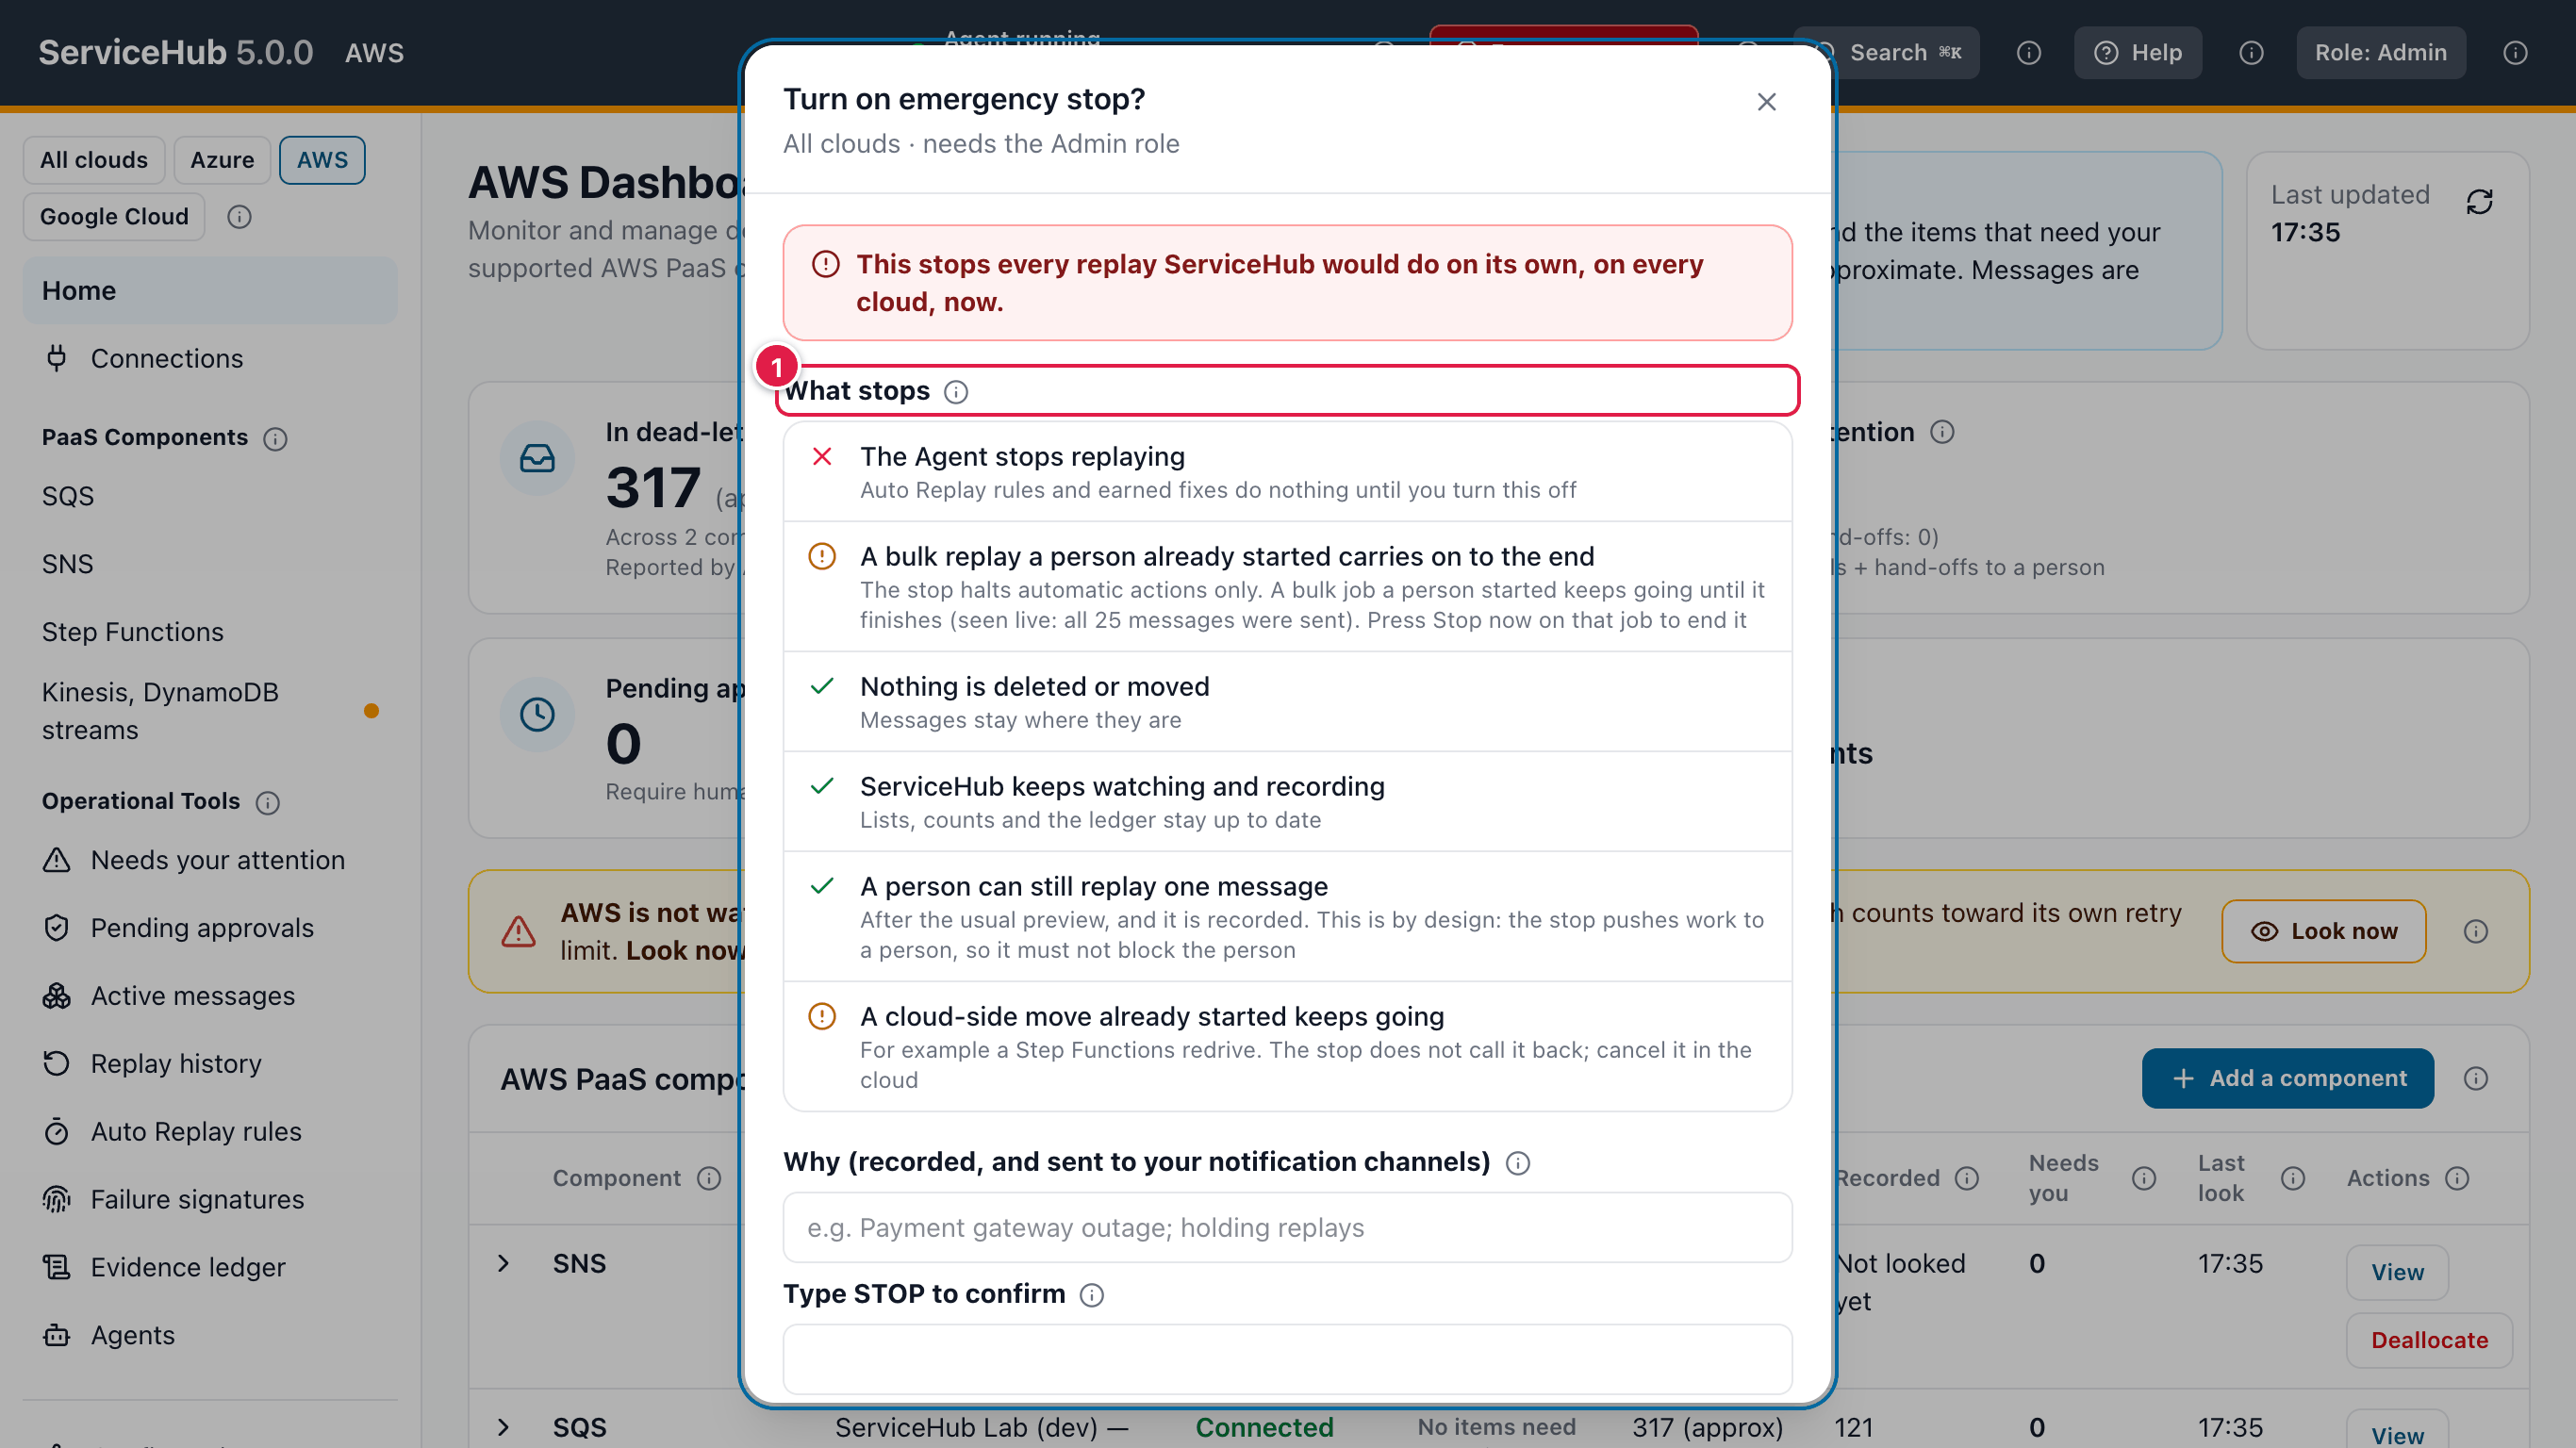 ServiceHub 5.0.0 AWS
Agent running
Search ⌘K
Help
Role: Admin
All clouds
Azure
AWS
Google Cloud
Home
Connections
PaaS Components
SQS
SNS
Step Functions
Kinesis, DynamoDB
streams
Operational Tools
Needs your attention
Pending approvals
Active messages
Replay history
Auto Replay rules
Failure signatures
Evidence ledger
Agents
AWS
Monitor and manage
supported AWS PaaS
nd the items that need your
Messages are
Last updated
17:35
In
317
Across 2
Reported by
d-offs: 0)
+ hand-offs to a person
Pending
0
Require
AWS is not
limit. Look now
counts toward its own retry
Look now
AWS PaaS
Add a component
Component
Recorded
Needs
you
Last
look
Actions
SNS
Not looked
yet
0
17:35
View
Deallocate
SQS
ServiceHub Lab (dev) —
Connected
No items need
317 (approx)
121
0
17:35
View
Turn on emergency stop?
All clouds · needs the Admin role
This stops every replay ServiceHub would do on its own, on every
cloud, now.
1
What stops
The Agent stops replaying
Auto Replay rules and earned fixes do nothing until you turn this off
A bulk replay a person already started carries on to the end
The stop halts automatic actions only. A bulk job a person started keeps going until it
finishes (seen live: all 25 messages were sent). Press Stop now on that job to end it
Nothing is deleted or moved
Messages stay where they are
ServiceHub keeps watching and recording
Lists, counts and the ledger stay up to date
A person can still replay one message
After the usual preview, and it is recorded. This is by design: the stop pushes work to
a person, so it must not block the person
A cloud-side move already started keeps going
For example a Step Functions redrive. The stop does not call it back; cancel it in the
cloud
Why (recorded, and sent to your notification channels)
e.g. Payment gateway outage; holding replays
Type STOP to confirm